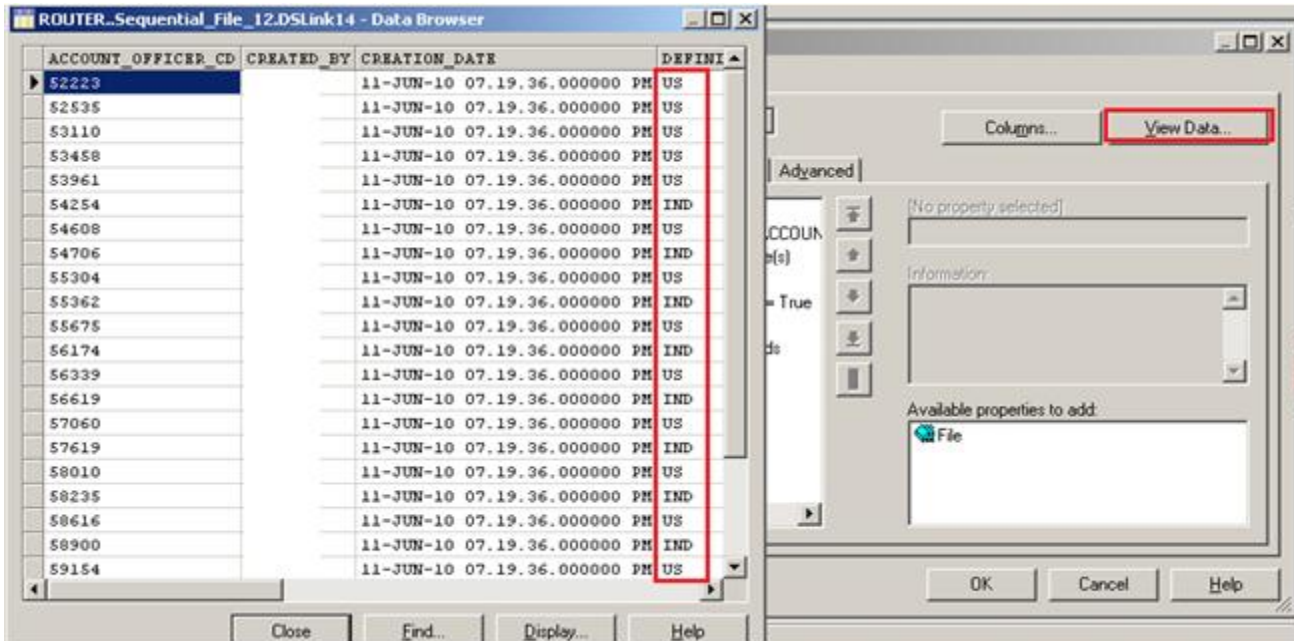 ROUTER..Sequential_File_12.DSLink14 - Data Browser
ACCOUNT_OFFICER_CD CREATED_BY CREATION_DATE DEFINI
52223 11-JUN-10 07.19.36.000000 PM US
52535 11-JUN-10 07.19.36.000000 PM US
53110 11-JUN-10 07.19.36.000000 PM US
53458 11-JUN-10 07.19.36.000000 PM US
53961 11-JUN-10 07.19.36.000000 PM US
54254 11-JUN-10 07.19.36.000000 PM IND
54608 11-JUN-10 07.19.36.000000 PM US
54706 11-JUN-10 07.19.36.000000 PM IND
55304 11-JUN-10 07.19.36.000000 PM US
55362 11-JUN-10 07.19.36.000000 PM IND
55675 11-JUN-10 07.19.36.000000 PM US
56174 11-JUN-10 07.19.36.000000 PM IND
56339 11-JUN-10 07.19.36.000000 PM US
56619 11-JUN-10 07.19.36.000000 PM IND
57060 11-JUN-10 07.19.36.000000 PM US
57619 11-JUN-10 07.19.36.000000 PM IND
58010 11-JUN-10 07.19.36.000000 PM US
58235 11-JUN-10 07.19.36.000000 PM IND
58616 11-JUN-10 07.19.36.000000 PM US
58900 11-JUN-10 07.19.36.000000 PM IND
59154 11-JUN-10 07.19.36.000000 PM US
Close Find... Display... Help
Columns... View Data...
Advanced
CCOUN
e(s)
= True
ds
[No property selected]
Information:
Available properties to add:
File
OK Cancel Help